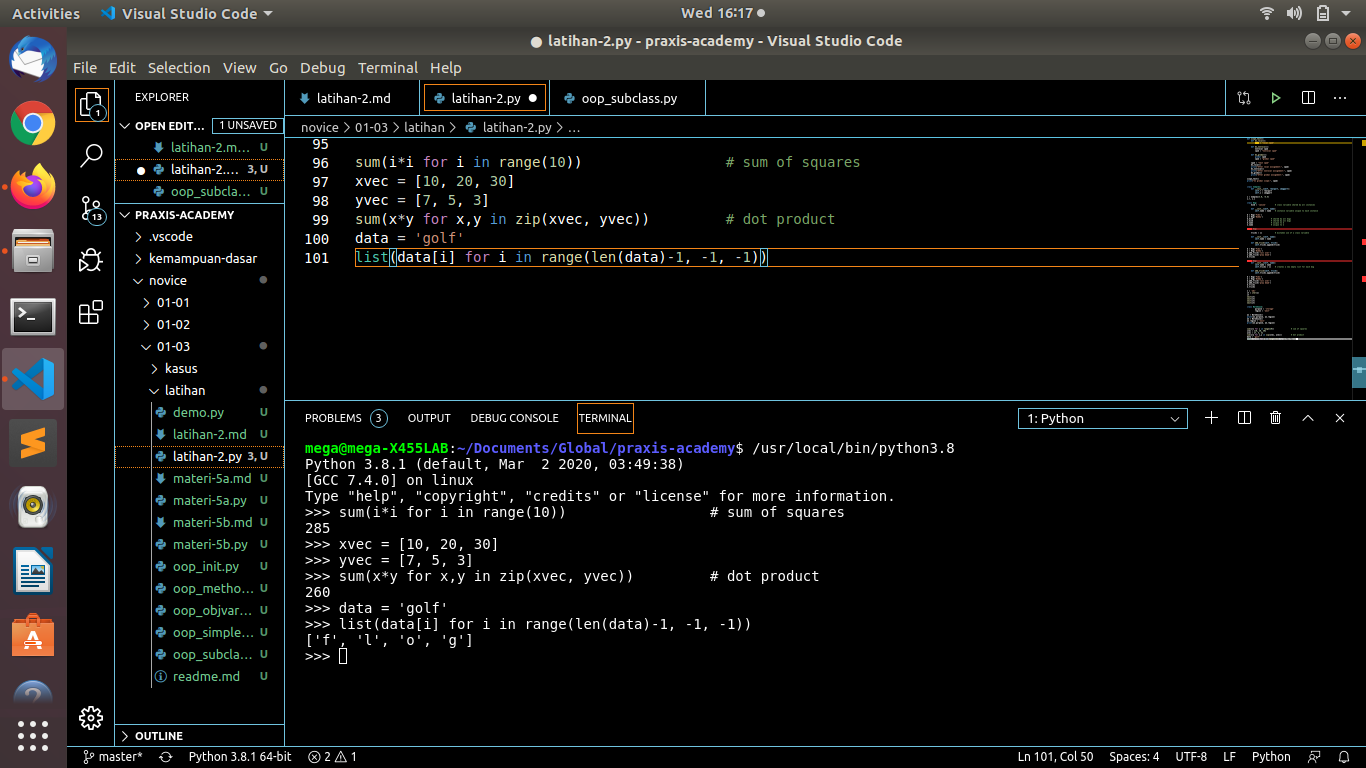 Activities Visual Studio Code Wed 16:17
latihan-2.py - praxis-academy - Visual Studio Code
File Edit Selection View Go Debug Terminal Help
EXPLORER
OPEN EDIT... 1 UNSAVED
latihan-2.m... U
latihan-2.... 3, U
oop_subcla... U
PRAXIS-ACADEMY
.vscode
kemampuan-dasar
novice
01-01
01-02
01-03
kasus
latihan
demo.py U
latihan-2.md U
latihan-2.py 3, U
materi-5a.md U
materi-5a.py U
materi-5b.md U
materi-5b.py U
oop_init.py U
oop_metho... U
oop_objvar... U
oop_simple... U
oop_subcla... U
readme.md U
OUTLINE
1
13
latihan-2.md latihan-2.py oop_subclass.py
novice > 01-03 > latihan > latihan-2.py > ...
95
96 sum(i*i for i in range(10)) # sum of squares
97 xvec = [10, 20, 30]
98 yvec = [7, 5, 3]
99 sum(x*y for x,y in zip(xvec, yvec)) # dot product
100 data = 'golf'
101 list(data[i] for i in range(len(data)-1, -1, -1))
PROBLEMS 3 OUTPUT DEBUG CONSOLE TERMINAL 1: Python
mega@mega-X455LAB:~/Documents/Global/praxis-academy$ /usr/local/bin/python3.8
Python 3.8.1 (default, Mar  2 2020, 03:49:38)
[GCC 7.4.0] on linux
Type "help", "copyright", "credits" or "license" for more information.
>>> sum(i*i for i in range(10)) # sum of squares
285
>>> xvec = [10, 20, 30]
>>> yvec = [7, 5, 3]
>>> sum(x*y for x,y in zip(xvec, yvec)) # dot product
260
>>> data = 'golf'
>>> list(data[i] for i in range(len(data)-1, -1, -1))
['f', 'l', 'o', 'g']
>>>
master* Python 3.8.1 64-bit 2 1 Ln 101, Col 50 Spaces: 4 UTF-8 LF Python